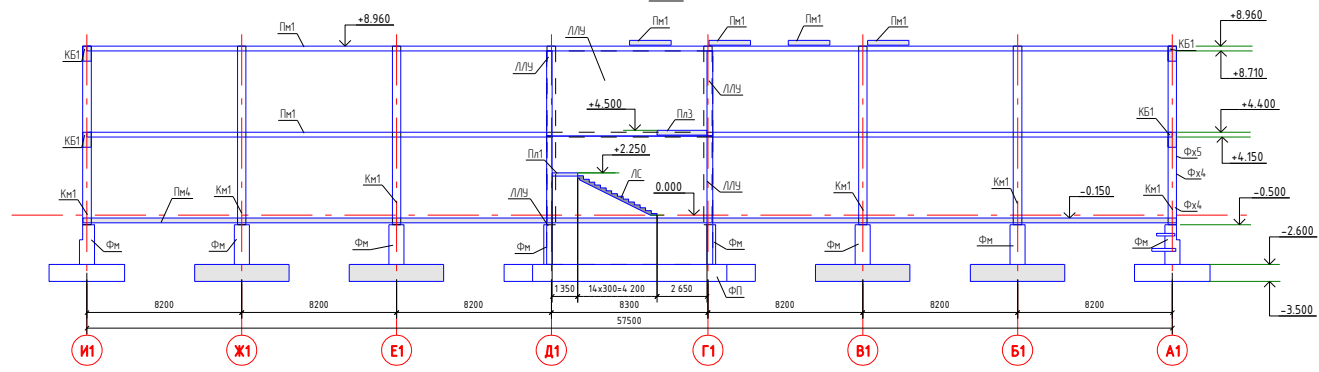 Пм1
+8.960
ЛЛУ
Пм1
Пм1
Пм1
Пм1
+8.960
КБ1
КБ1
ЛЛУ
ЛЛУ
+8.710
+4.500
Пл3
+4.400
Пм1
КБ1
КБ1
+4.150
Пл1
+2.250
Фх5
Фх4
Км1
Пм4
Км1
Км1
ЛЛУ
ЛС
0.000
ЛЛУ
Км1
Км1
-0.150
Км1
Фх4
-0.500
Фм
Фм
Фм
Фм
Фм
Фм
Фм
Фм
-2.600
ФП
1 350
14х300=4 200
2 650
8200
8200
8200
8300
8200
8200
8200
-3.500
57500
И1
Ж1
Е1
Д1
Г1
В1
Б1
А1